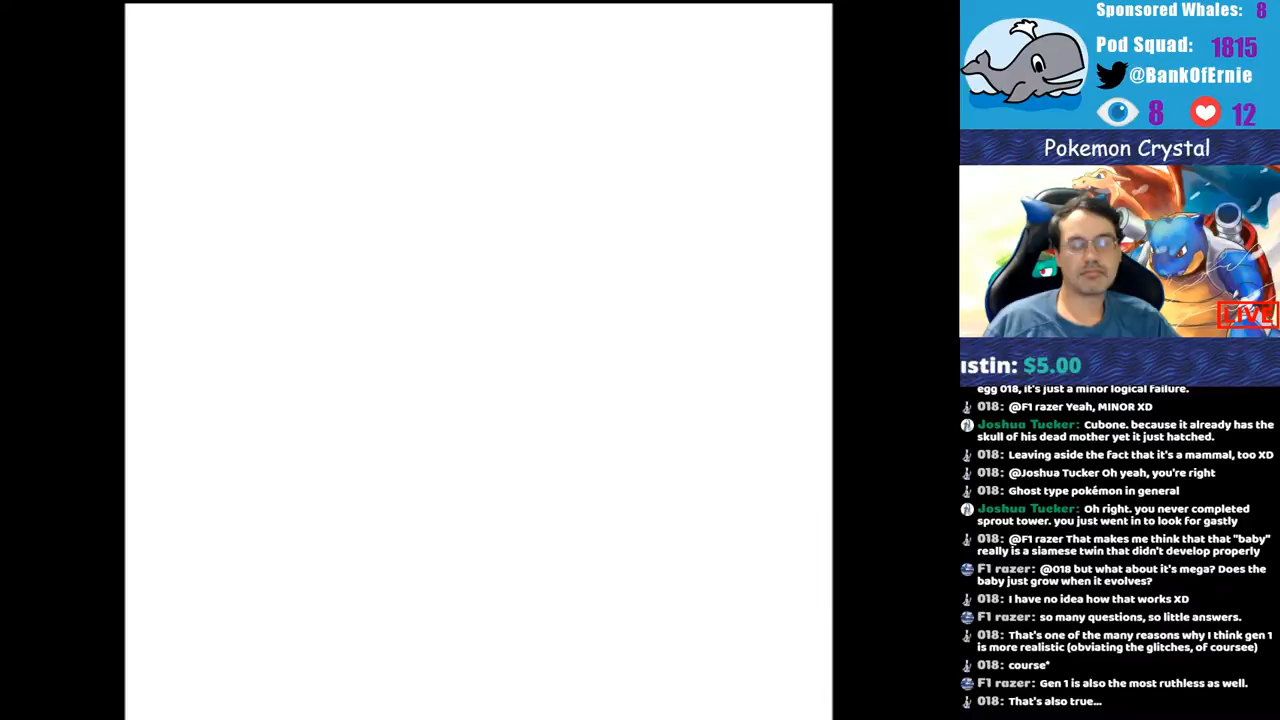 Sponsored Whales: 8
Pod Squad: 1815
@BankOfErnie
8 12
Pokemon Crystal
LIVE
ustin: $5.00
egg 018, it's just a minor logical failure.
018: @F1 razer Yeah, MINOR XD
Joshua Tucker: Cubone. because it already has the
skull of his dead mother yet it just hatched.
018: Leaving aside the fact that it's a mammal, too XD
018: @Joshua Tucker Oh yeah, you're right
018: Ghost type pokémon in general
Joshua Tucker: Oh right. you never completed
sprout tower. you just went in to look for gastly
018: @F1 razer That makes me think that that "baby"
really is a siamese twin that didn't develop properly
F1 razer: @018 but what about it's mega? Does the
baby just grow when it evolves?
018: I have no idea how that works XD
F1 razer: so many questions, so little answers.
018: That's one of the many reasons why I think gen 1
is more realistic (obviating the glitches, of coursee)
018: course*
F1 razer: Gen 1 is also the most ruthless as well.
018: That's also true...